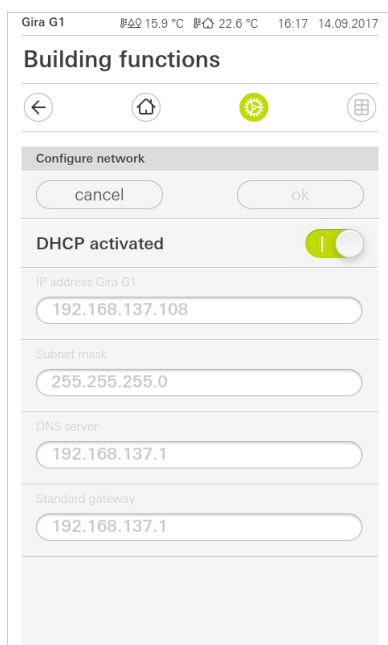 Gira G1 15.9 °C 22.6 °C 16:17 14.09.2017
Building functions
Configure network
cancel ok
DHCP activated
IP address Gira G1
192.168.137.108
Subnet mask
255.255.255.0
DNS server
192.168.137.1
Standard gateway
192.168.137.1